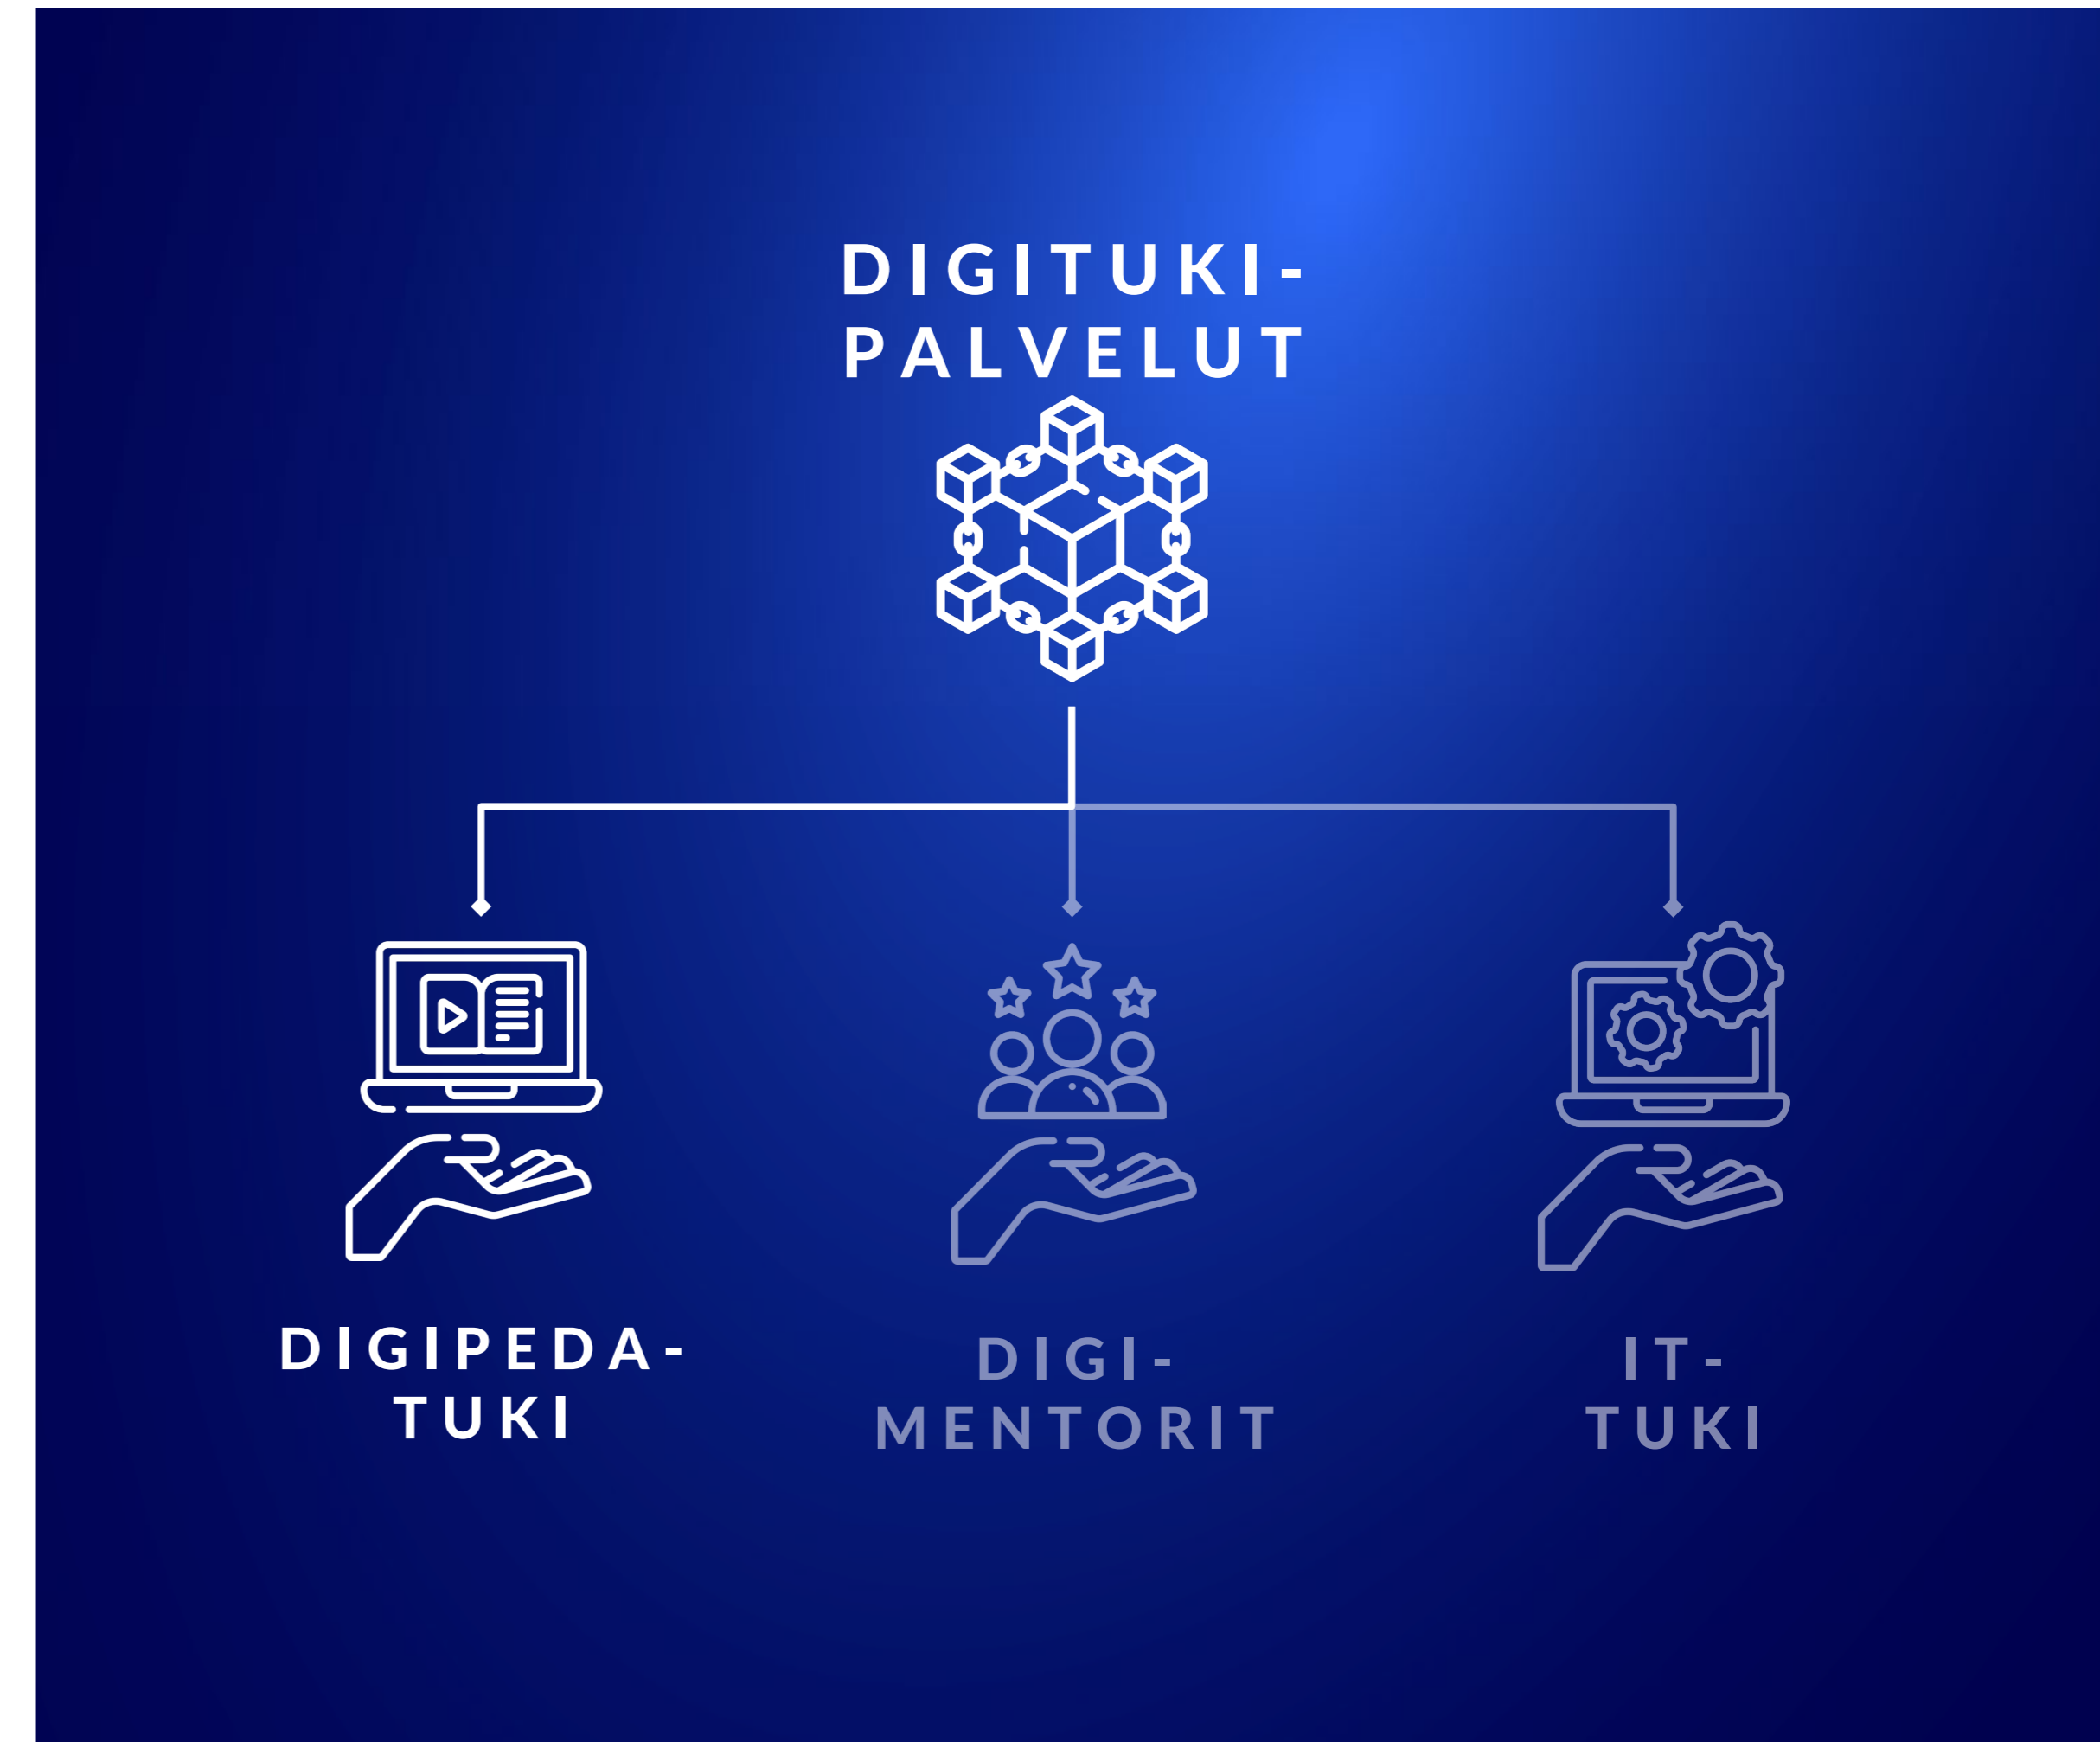 DIGITUKI-
PALVELUT
DIGIPEDA-
TUKI
DIGI-
MENTORIT
IT-
TUKI